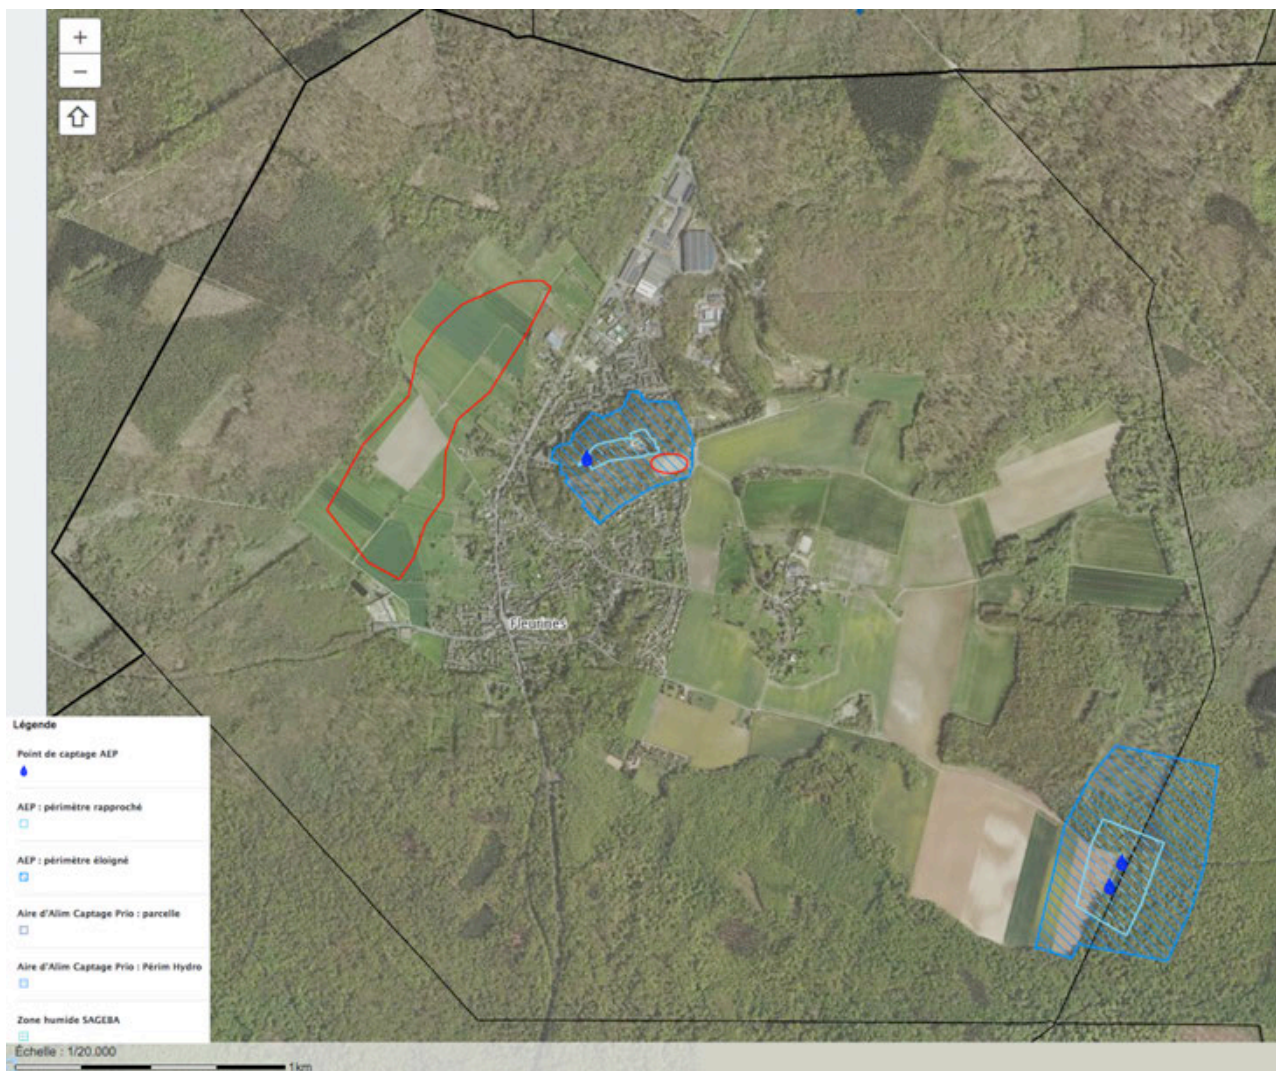 +
−
Fleurines
Légende
Point de captage AEP
AEP : périmètre rapproché
AEP : périmètre éloigné
Aire d'Alim Captage Prio : parcelle
Aire d'Alim Captage Prio : Périm Hydro
Zone humide SAGEBA
Échelle : 1/20.000
1km